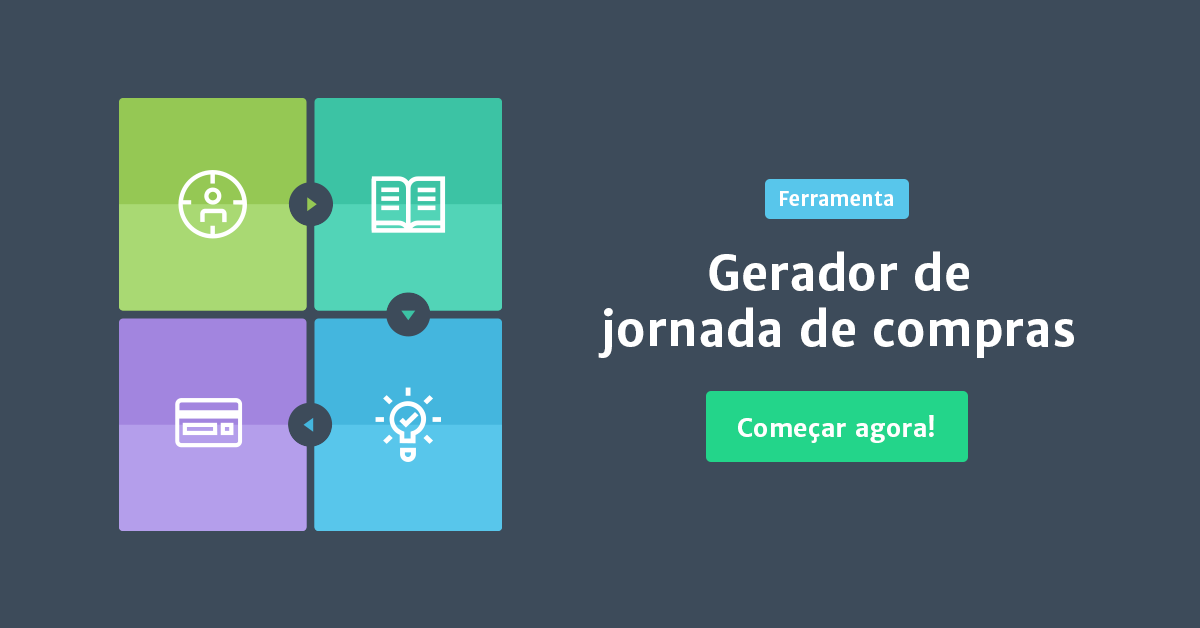 Ferramenta
Gerador de
jornada de compras
Começar agora!